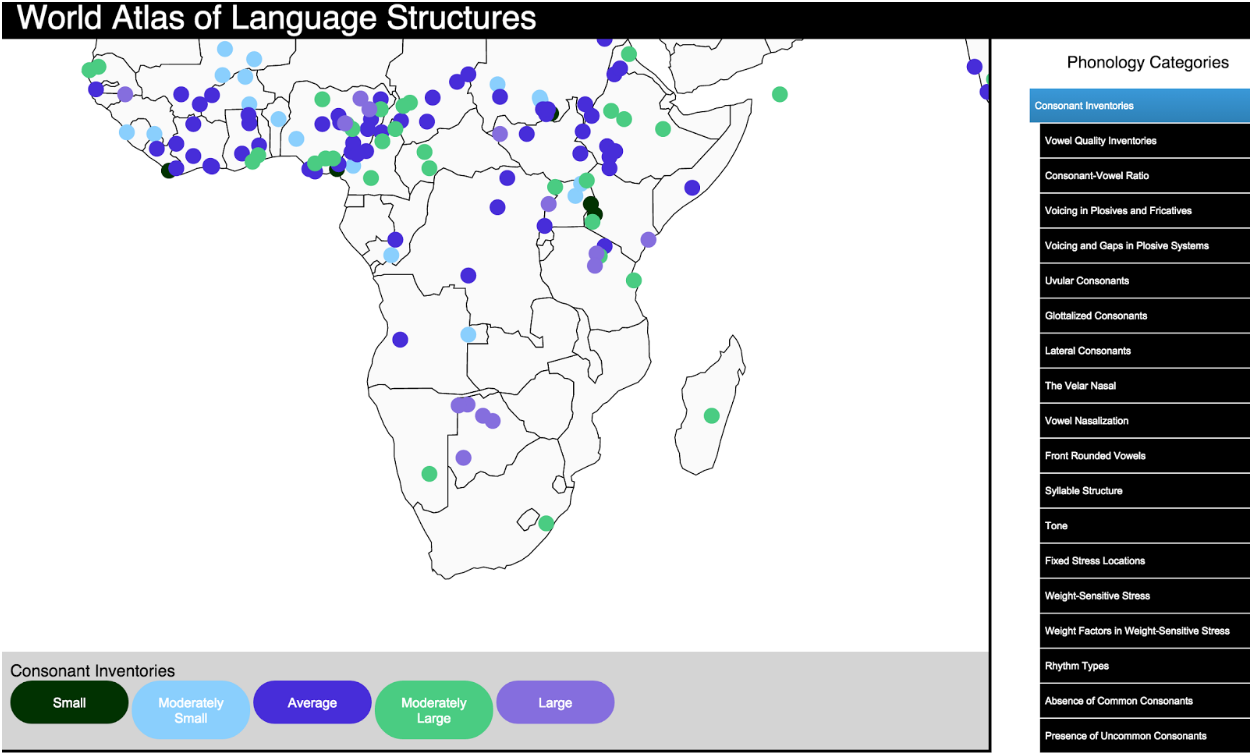 World Atlas of Language Structures
Phonology Categories
Consonant Inventories
Vowel Quality Inventories
Consonant-Vowel Ratio
Voicing in Plosives and Fricatives
Voicing and Gaps in Plosive Systems
Uvular Consonants
Glottalized Consonants
Lateral Consonants
The Velar Nasal
Vowel Nasalization
Front Rounded Vowels
Syllable Structure
Tone
Fixed Stress Locations
Weight-Sensitive Stress
Weight Factors in Weight-Sensitive Stress
Rhythm Types
Absence of Common Consonants
Presence of Uncommon Consonants
Consonant Inventories
Small
Moderately
Small
Average
Moderately
Large
Large